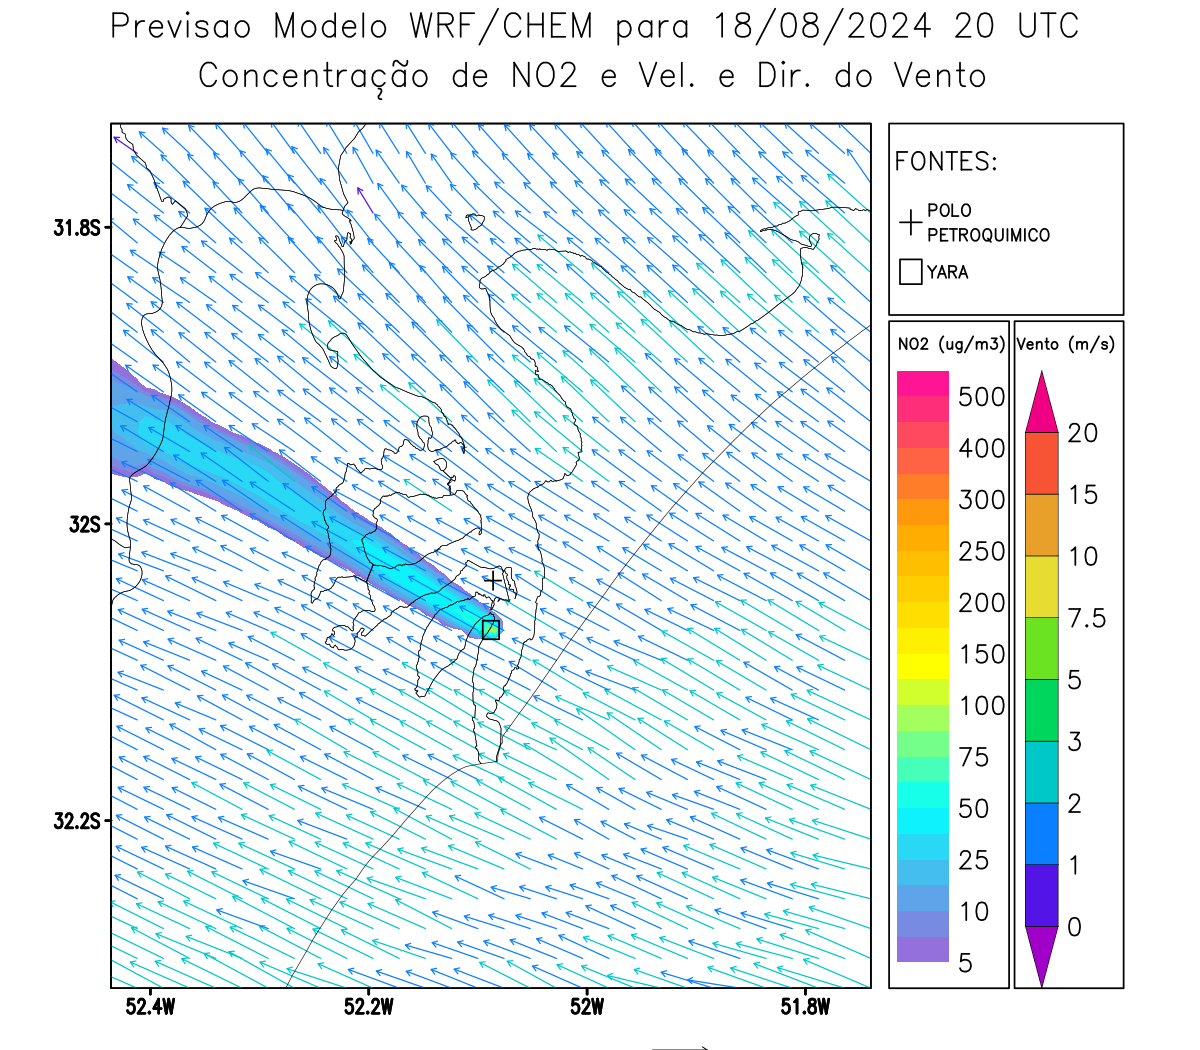 Previsao Modelo WRF/CHEM para 18/08/2024 20 UTC
Concentração de NO2 e Vel. e Dir. do Vento
FONTES:
POLO
PETROQUIMICO
YARA
31.8S
32S
32.2S
52.4W
52.2W
52W
51.8W
NO2 (ug/m3)
500
400
300
250
200
150
100
75
50
25
10
5
Vento (m/s)
20
15
10
7.5
5
3
2
1
0